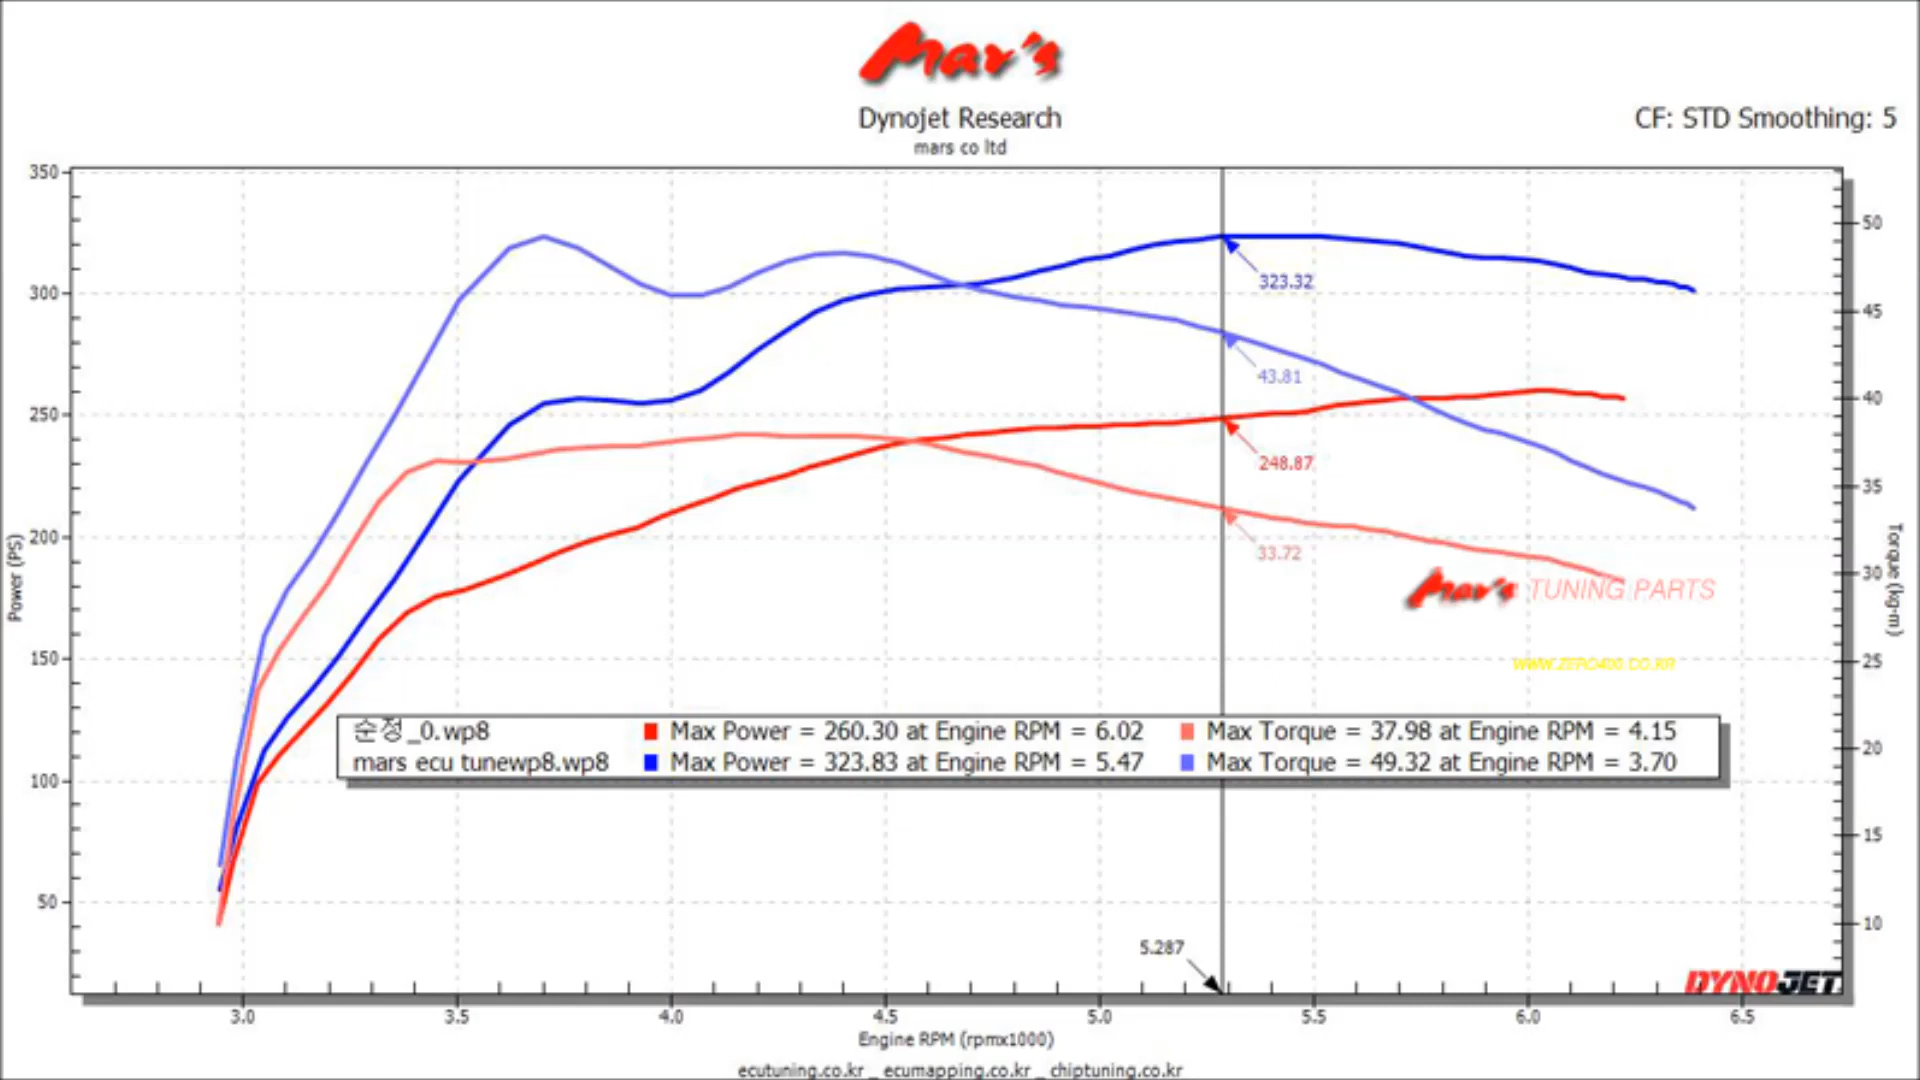 Mar's
Dynojet Research
CF: STD Smoothing: 5
mars co ltd
350
300
250
200
150
100
50
Power (PS)
50
45
40
35
30
25
20
15
10
Torque (kg-m)
323.32
43.81
248.87
33.72
Mar's TUNING PARTS
WWW.ZERO400.CO.KR
순정_0.wp8 Max Power = 260.30 at Engine RPM = 6.02 Max Torque = 37.98 at Engine RPM = 4.15
mars ecu tunewp8.wp8 Max Power = 323.83 at Engine RPM = 5.47 Max Torque = 49.32 at Engine RPM = 3.70
5.287
DYNOJET
3.0 3.5 4.0 4.5 5.0 5.5 6.0 6.5
Engine RPM (rpmx1000)
ecutuning.co.kr _ ecumapping.co.kr _ chiptuning.co.kr